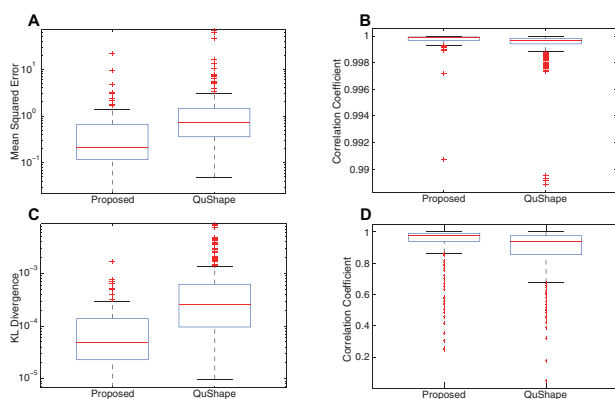 A
Mean Squared Error
10^1
10^0
10^-1
Proposed
QuShape
B
Correlation Coefficient
1
0.998
0.996
0.994
0.992
0.99
Proposed
QuShape
C
KL Divergence
10^-3
10^-4
10^-5
Proposed
QuShape
D
Correlation Coefficient
1
0.8
0.6
0.4
0.2
Proposed
QuShape